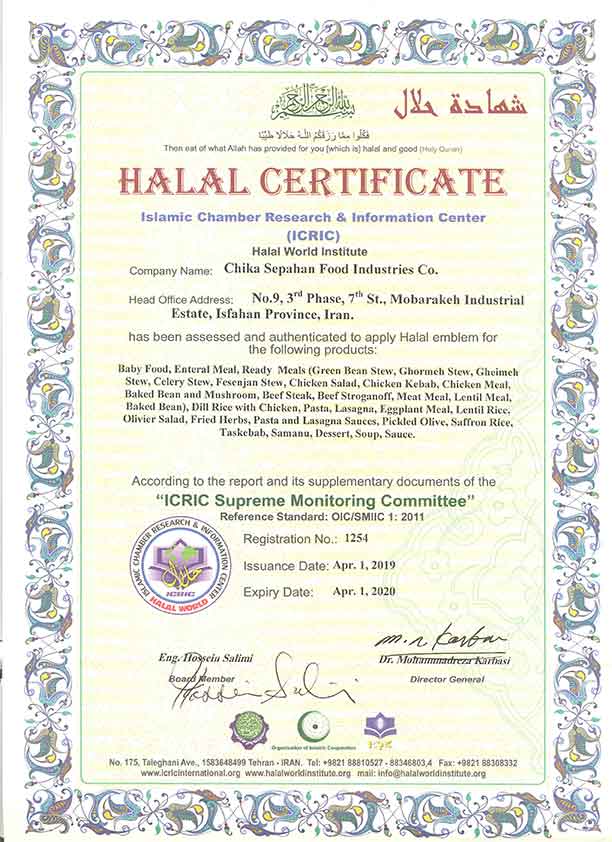 شهادة حلال
بسم الله الرحمن الرحیم
فَكُلُوا مِمَّا رَزَقَكُمُ اللَّهُ حَلَالًا طَيِّبًا
Then eat of what Allah has provided for you [which is] halal and good (Holy Quran)
HALAL CERTIFICATE
Islamic Chamber Research & Information Center
(ICRIC)
Halal World Institute
Company Name: Chika Sepahan Food Industries Co.
Head Office Address: No.9, 3rd Phase, 7th St., Mobarakeh Industrial
Estate, Isfahan Province, Iran.
has been assessed and authenticated to apply Halal emblem for
the following products:
Baby Food, Enteral Meal, Ready Meals (Green Bean Stew, Ghormeh Stew, Gheimeh
Stew, Celery Stew, Fesenjan Stew, Chicken Salad, Chicken Kebab, Chicken Meal,
Baked Bean and Mushroom, Beef Steak, Beef Stroganoff, Meat Meal, Lentil Meal,
Baked Bean), Dill Rice with Chicken, Pasta, Lasagna, Eggplant Meal, Lentil Rice,
Olivier Salad, Fried Herbs, Pasta and Lasagna Sauces, Pickled Olive, Saffron Rice,
Taskebab, Samanu, Dessert, Soup, Sauce.
According to the report and its supplementary documents of the
“ICRIC Supreme Monitoring Committee”
Reference Standard: OIC/SMIIC 1: 2011
Registration No.: 1254
Issuance Date: Apr. 1, 2019
Expiry Date: Apr. 1, 2020
ISLAMIC CHAMBER RESEARCH & INFORMATION CENTER
حلال
ICRIC
HALAL WORLD
m.r Karbasi
Eng. Hossein Salimi
Dr. Mohammadreza Karbasi
Board Member
Director General
Hossein Salimi
Organisation of Islamic Cooperation
No. 175, Taleghani Ave., 1583648499 Tehran - IRAN. Tel: +9821 88810527 - 88346803,4 Fax: +9821 88308332
www.icricinternational.org www.halalworldinstitute.org mail: info@halalworldinstitute.org